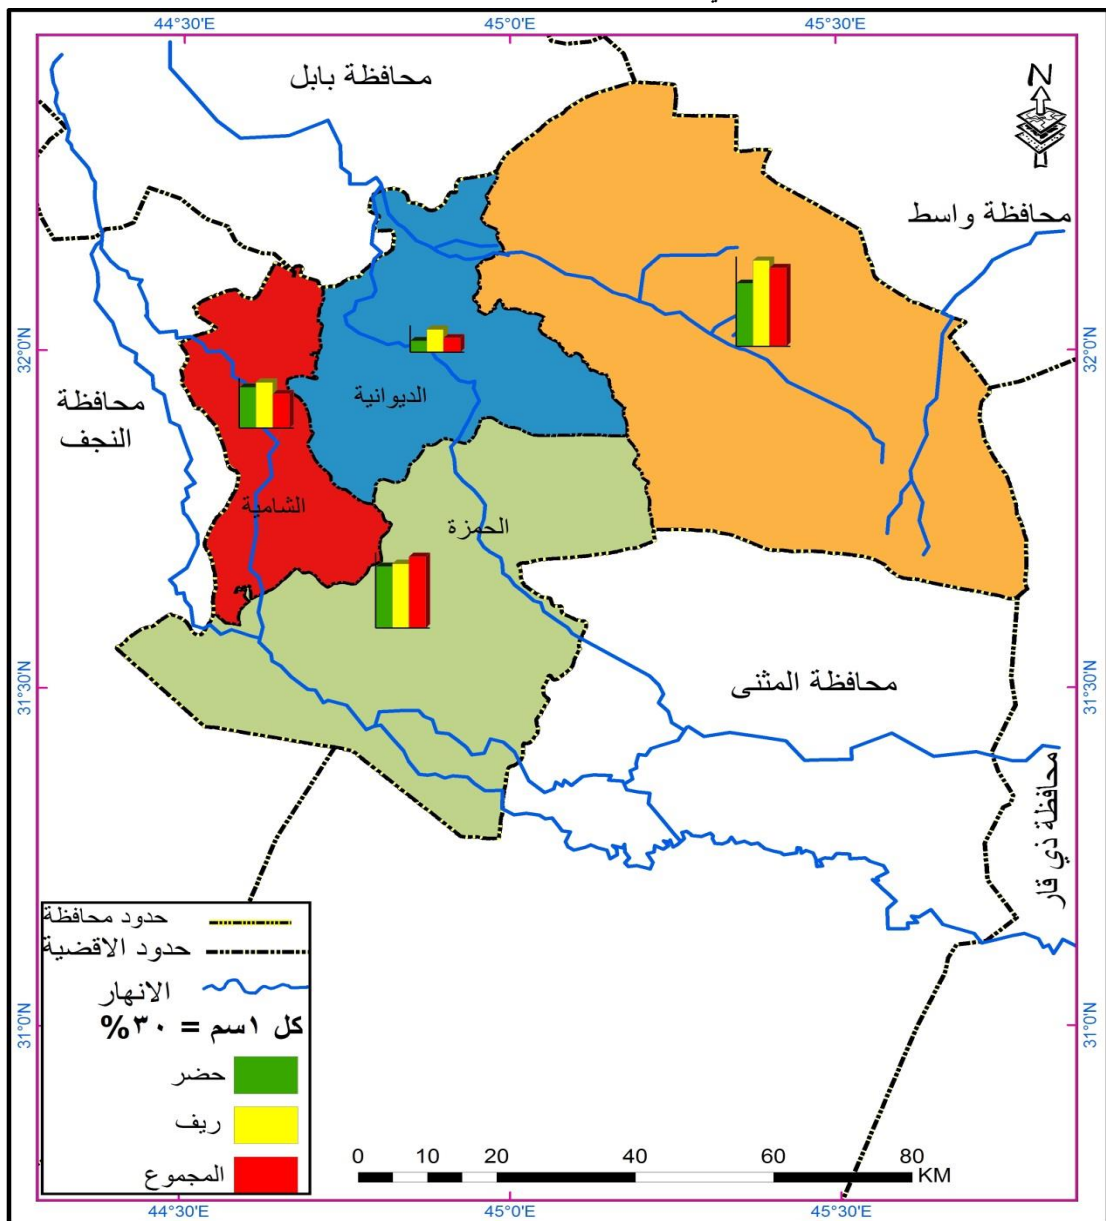 44°30'E 45°0'E 45°30'E
محافظة بابل
N
محافظة واسط
32°0'N 32°0'N
محافظة
النجف
الديوانية
الشامية
الحمزة
31°30'N 31°30'N
محافظة المثنى
محافظة ذي قار
حدود محافظة
حدود الاقضية
الانهار
كل ١سم = ٣٠%
حضر
ريف
المجموع
31°0'N 31°0'N
0 10 20 40 60 80
KM
44°30'E 45°0'E 45°30'E